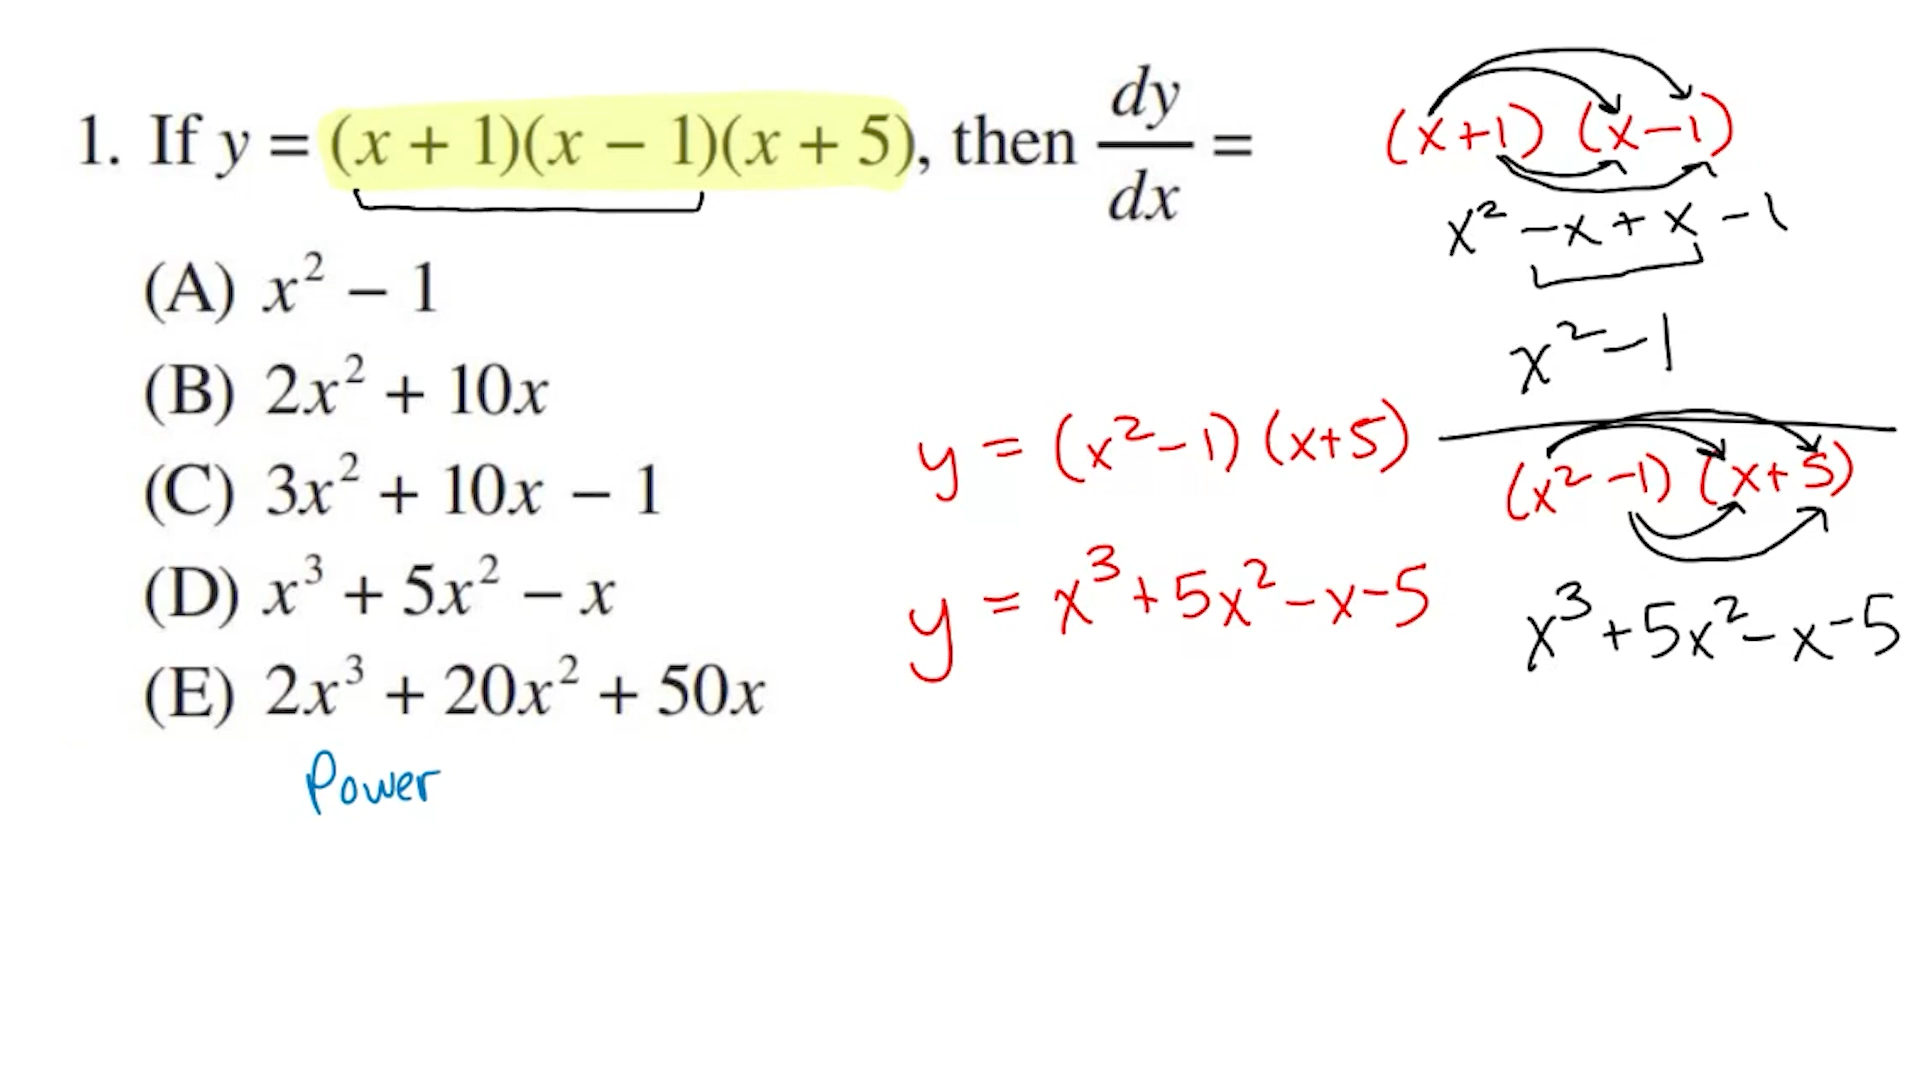 1. If y = (x + 1)(x − 1)(x + 5), then dy/dx =
(A) x² − 1
(B) 2x² + 10x
(C) 3x² + 10x − 1
(D) x³ + 5x² − x
(E) 2x³ + 20x² + 50x
Power
y = (x²-1)(x+5)
y = x³+5x²-x-5
(x+1) (x-1)
x² -x + x -1
x²-1
(x²-1) (x+5)
x³+5x²-x-5